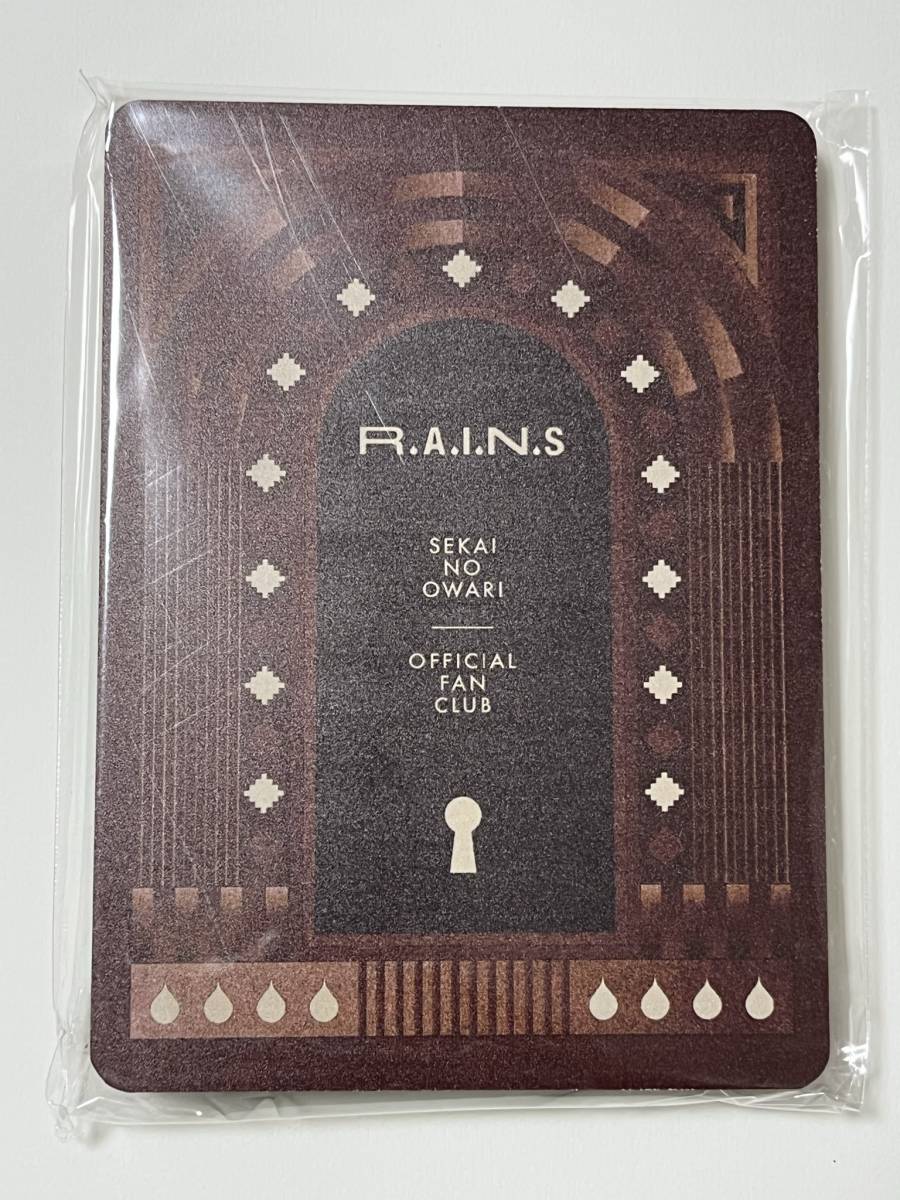 R.A.I.N.S
SEKAI
NO
OWARI
OFFICIAL
FAN
CLUB